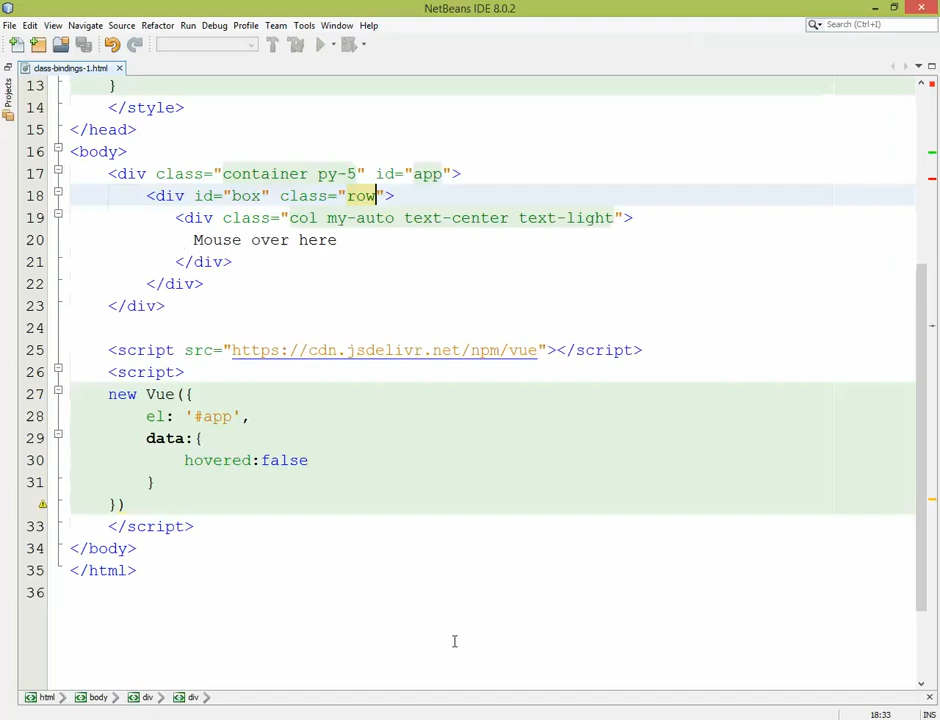 NetBeans IDE 8.0.2
File Edit View Navigate Source Refactor Run Debug Profile Team Tools Window Help
Search (Ctrl+I)
class-bindings-1.html
Projects
13 }
14 </style>
15 </head>
16 <body>
17 <div class="container py-5" id="app">
18 <div id="box" class="row">
19 <div class="col my-auto text-center text-light">
20 Mouse over here
21 </div>
22 </div>
23 </div>
24
25 <script src="https://cdn.jsdelivr.net/npm/vue"></script>
26 <script>
27 new Vue({
28 el: '#app',
29 data:{
30 hovered:false
31 }
})
33 </script>
34 </body>
35 </html>
36
html body div div
18:33 INS